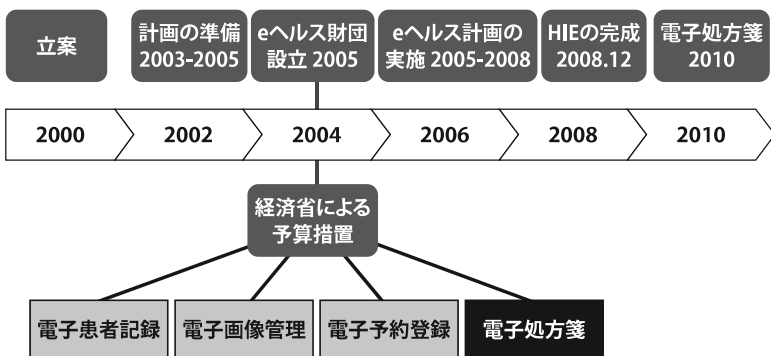 立案
計画の準備
2003-2005
eヘルス財団
設立 2005
eヘルス計画の
実施 2005-2008
HIEの完成
2008.12
電子処方箋
2010
2000
2002
2004
2006
2008
2010
経済省による
予算措置
電子患者記録
電子画像管理
電子予約登録
電子処方箋